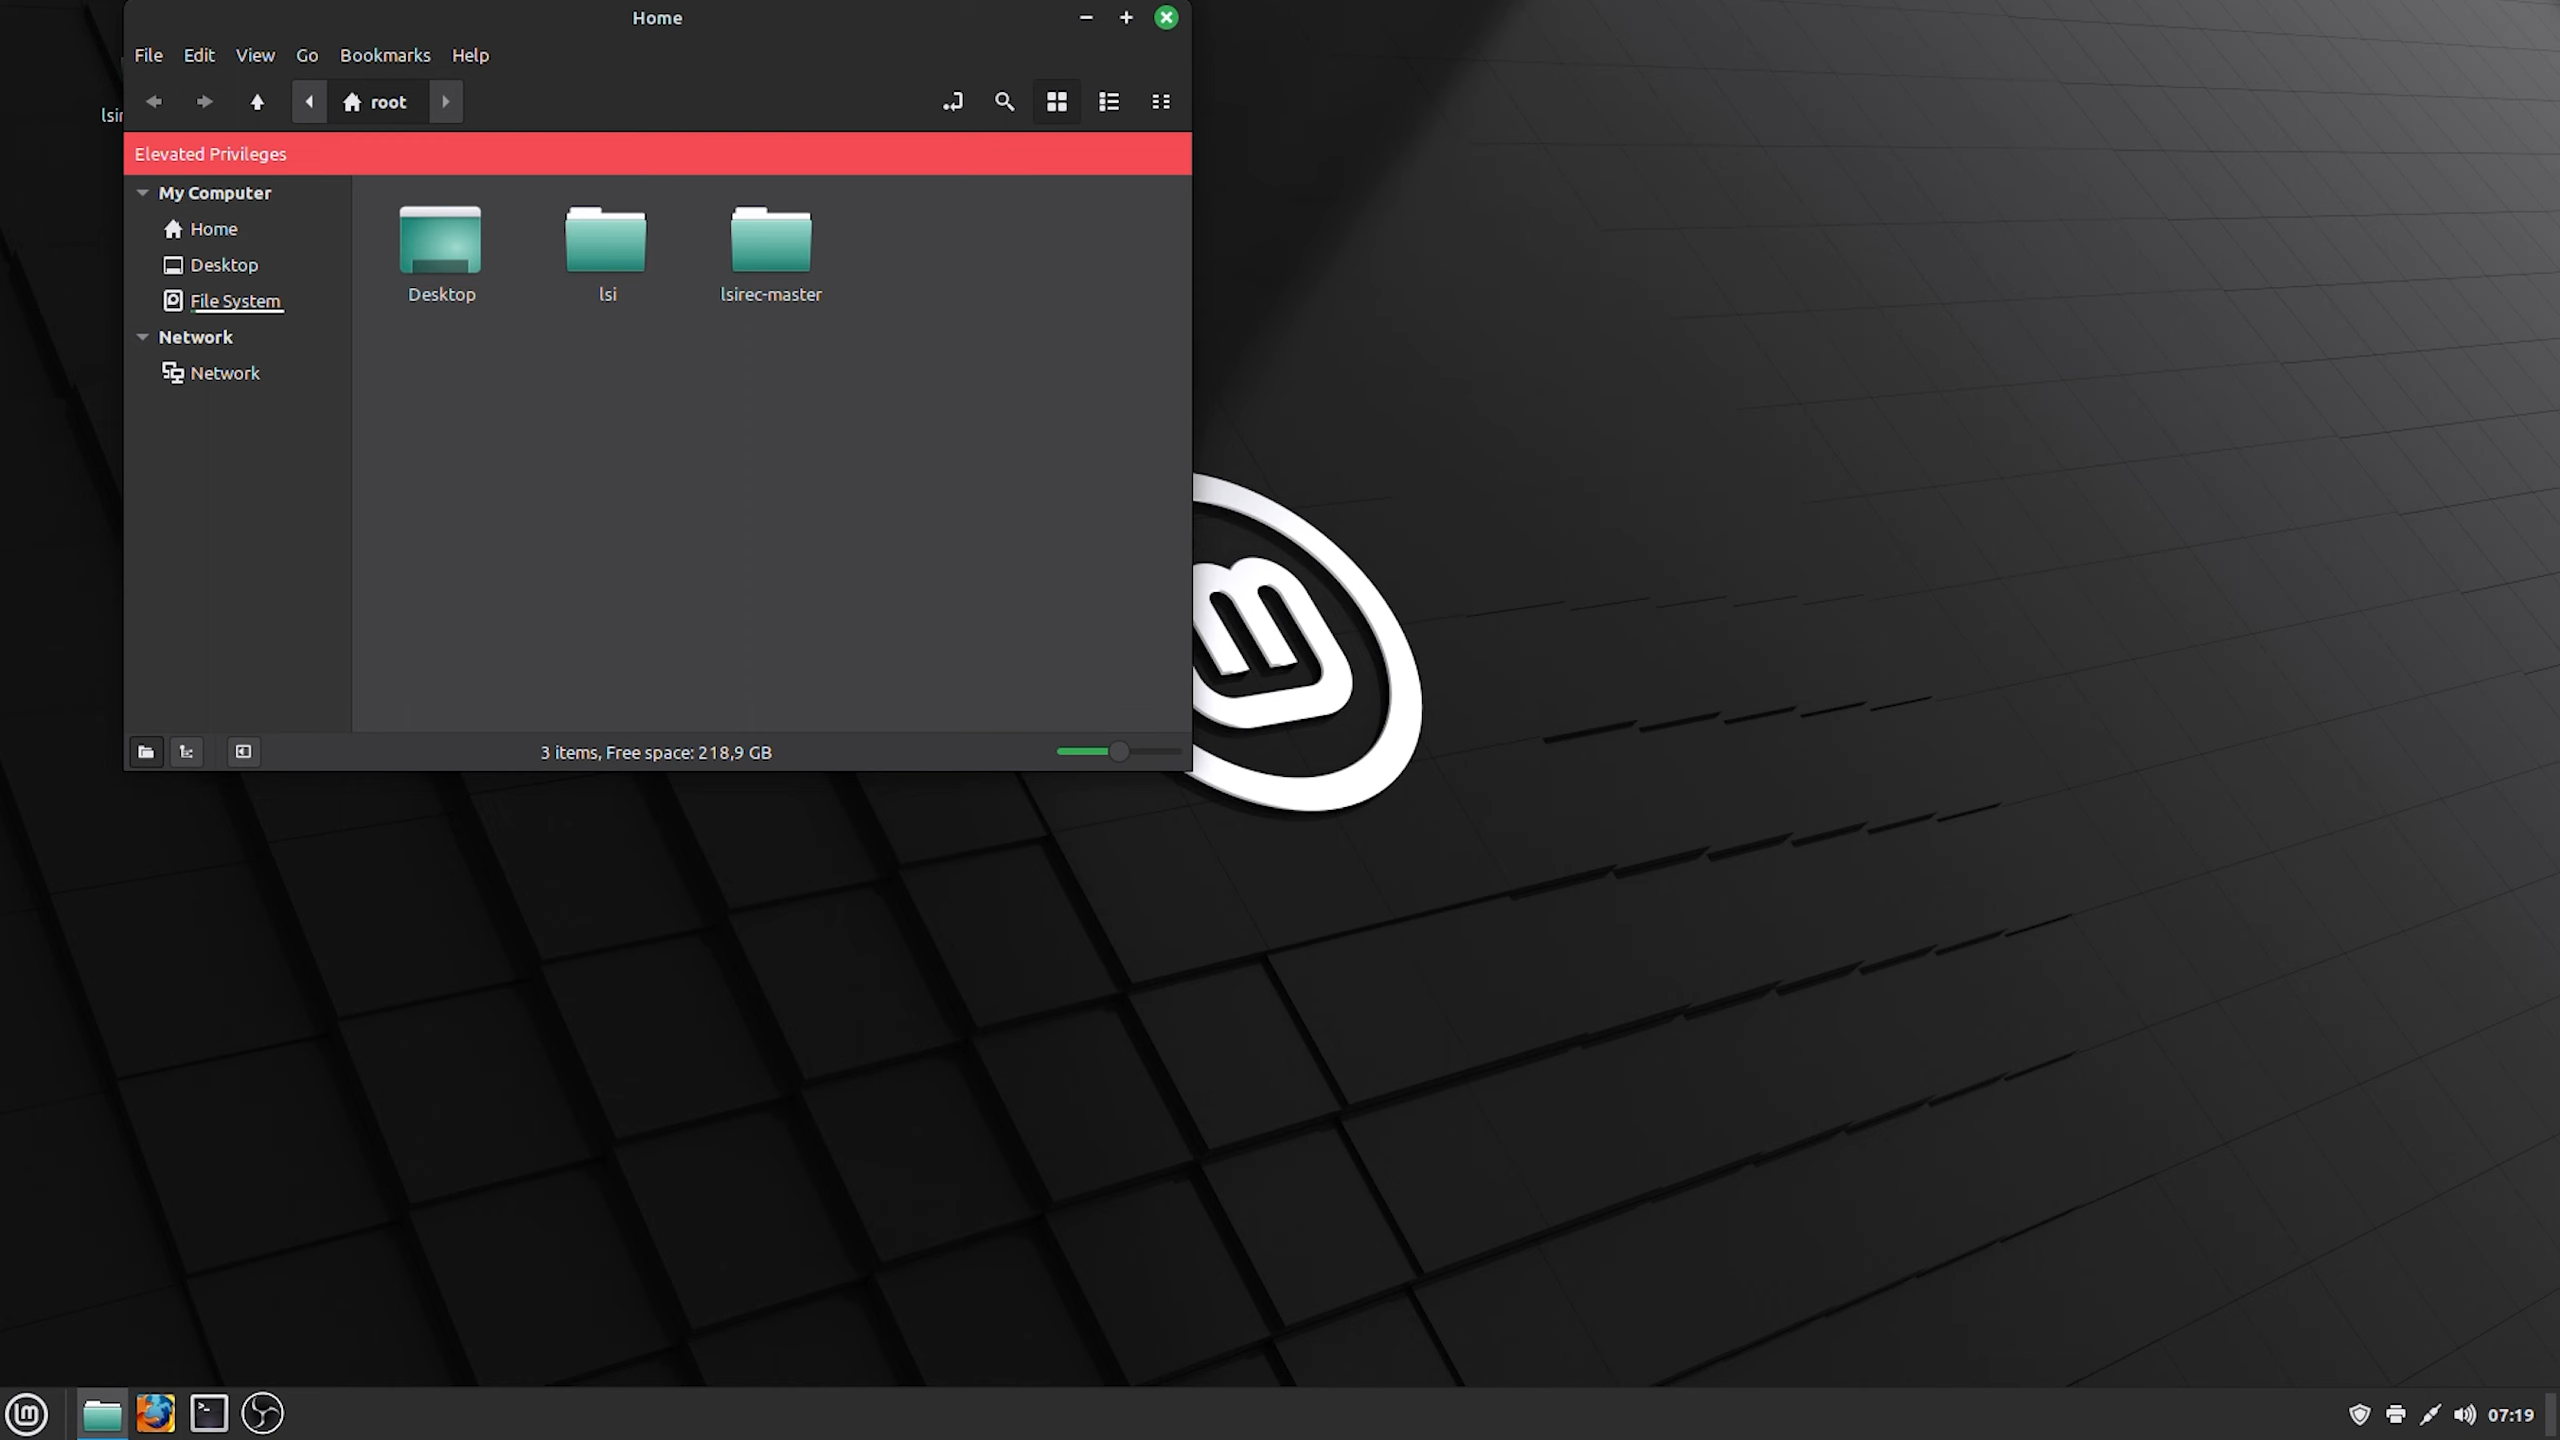 Home
File Edit View Go Bookmarks Help
root
lsir
Elevated Privileges
My Computer
Home
Desktop
File System
Network
Network
Desktop
lsi
lsirec-master
3 items, Free space: 218,9 GB
07:19